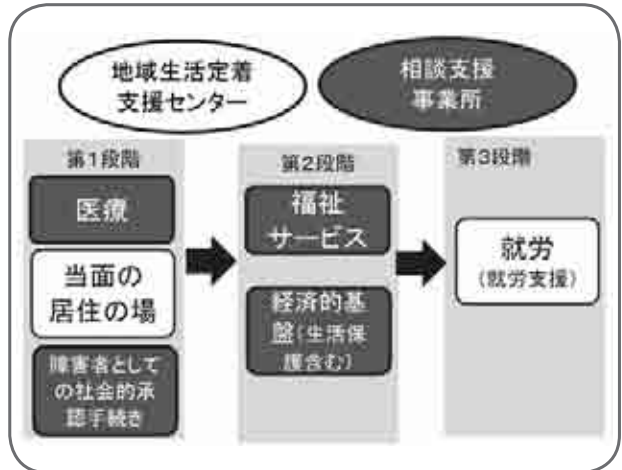 地域生活定着
支援センター
相談支援
事業所
第1段階
医療
当面の
居住の場
障害者として
の社会的承
認手続き
第2段階
福祉
サービス
経済的基
盤(生活保
護含む)
第3段階
就労
(就労支援)